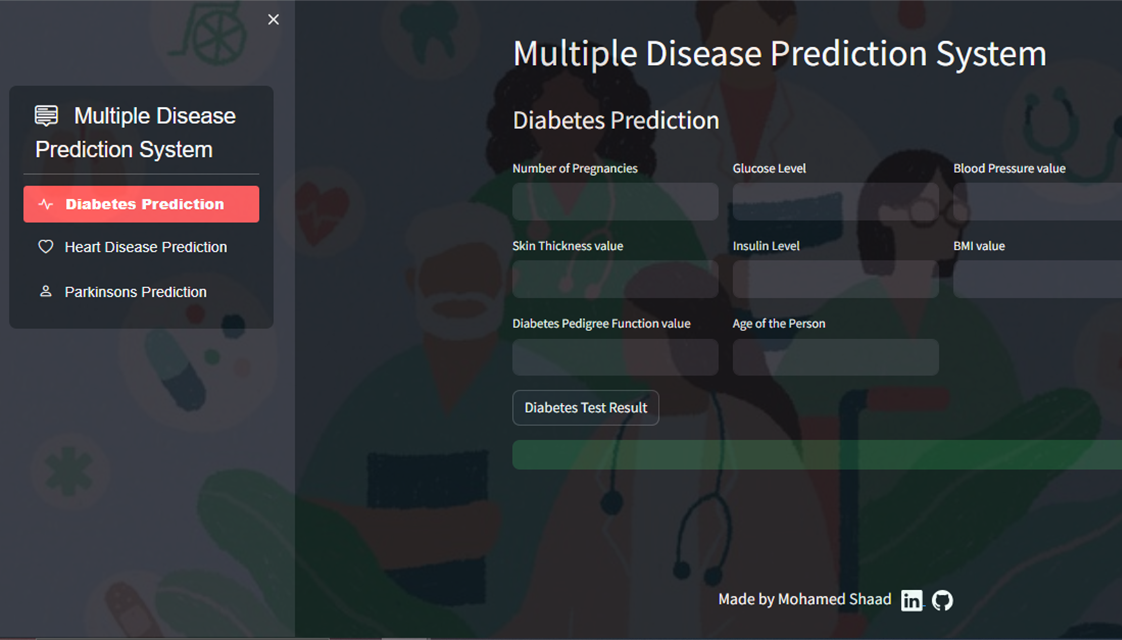 Multiple Disease
Prediction System
Diabetes Prediction
Heart Disease Prediction
Parkinsons Prediction
Multiple Disease Prediction System
Diabetes Prediction
Number of Pregnancies
Glucose Level
Blood Pressure value
Skin Thickness value
Insulin Level
BMI value
Diabetes Pedigree Function value
Age of the Person
Diabetes Test Result
Made by Mohamed Shaad in